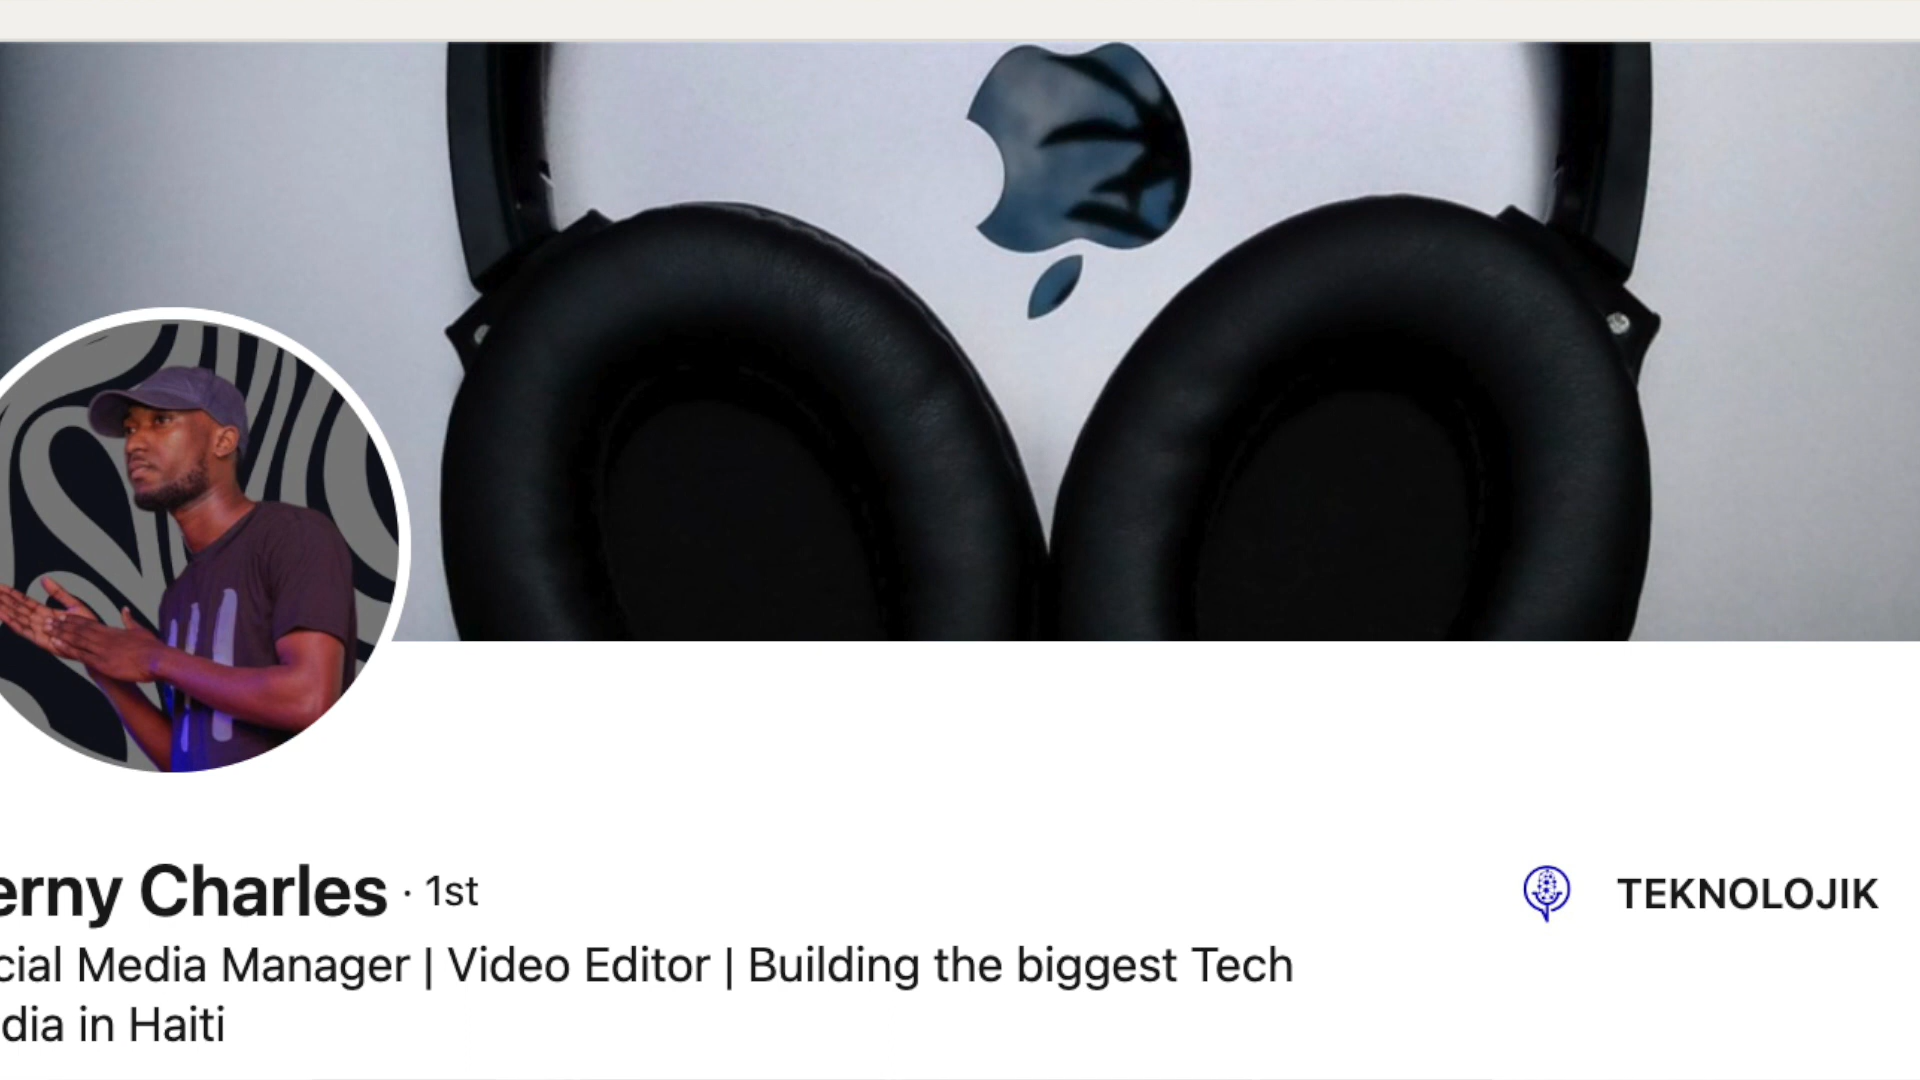 erny Charles · 1st
TEKNOLOJIK
cial Media Manager | Video Editor | Building the biggest Tech
dia in Haiti